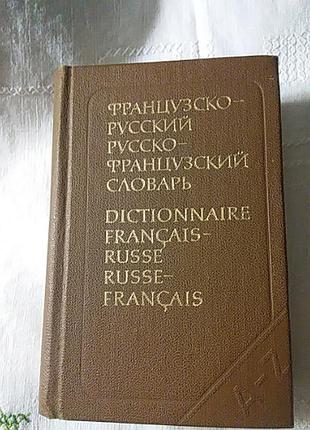 ФРАНЦУЗСКО-
РУССКИЙ
РУССКО-
ФРАНЦУЗСКИЙ
СЛОВАРЬ
DICTIONNAIRE
FRANÇAIS-
RUSSE
RUSSE-
FRANÇAIS
A-Z